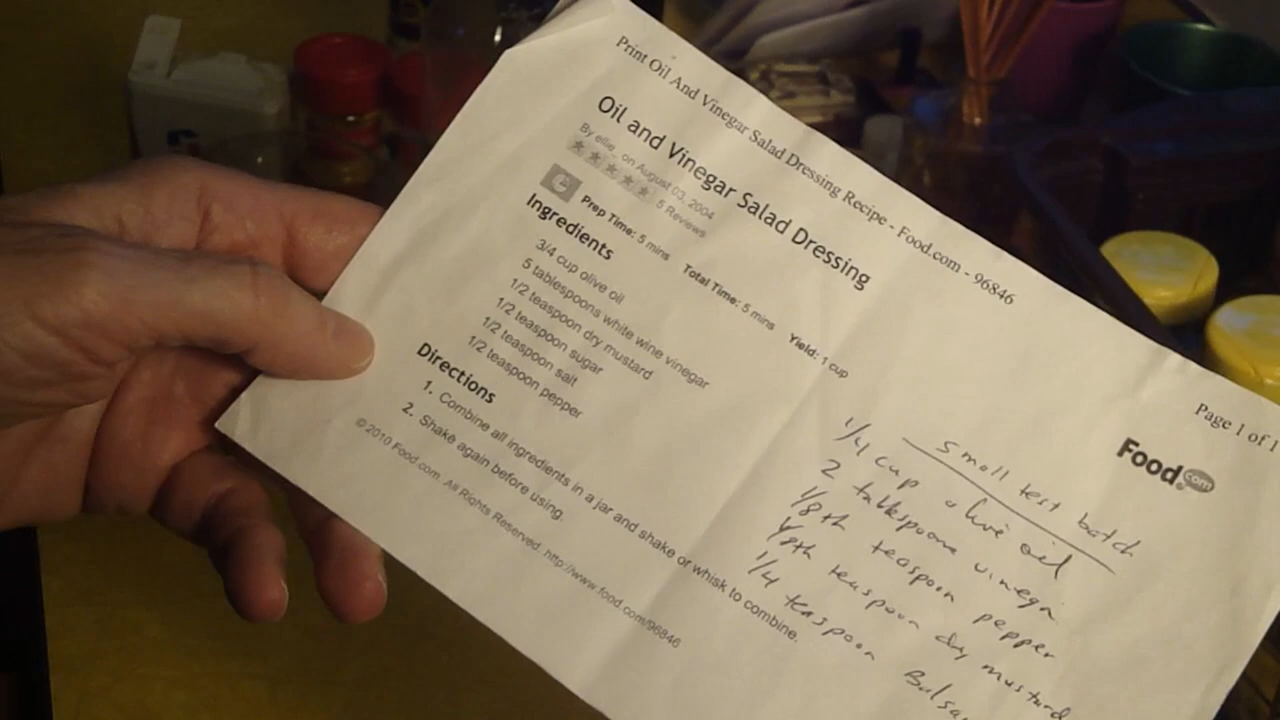 Print Oil And Vinegar Salad Dressing Recipe - Food.com - 96846
Page 1 of 1
Oil and Vinegar Salad Dressing
By ellie_ on August 03, 2004
5 Reviews
Prep Time: 5 mins Total Time: 5 mins Yield: 1 cup
Food.com
Ingredients
3/4 cup olive oil
5 tablespoons white wine vinegar
1/2 teaspoon dry mustard
1/2 teaspoon sugar
1/2 teaspoon salt
1/2 teaspoon pepper
Directions
1. Combine all ingredients in a jar and shake or whisk to combine.
2. Shake again before using.
© 2010 Food.com. All Rights Reserved. http://www.food.com/96846
Small test batch
1/4 cup olive oil
2 tablespoons vinegar
1/8th teaspoon pepper
1/8th teaspoon dry mustard
1/4 teaspoon